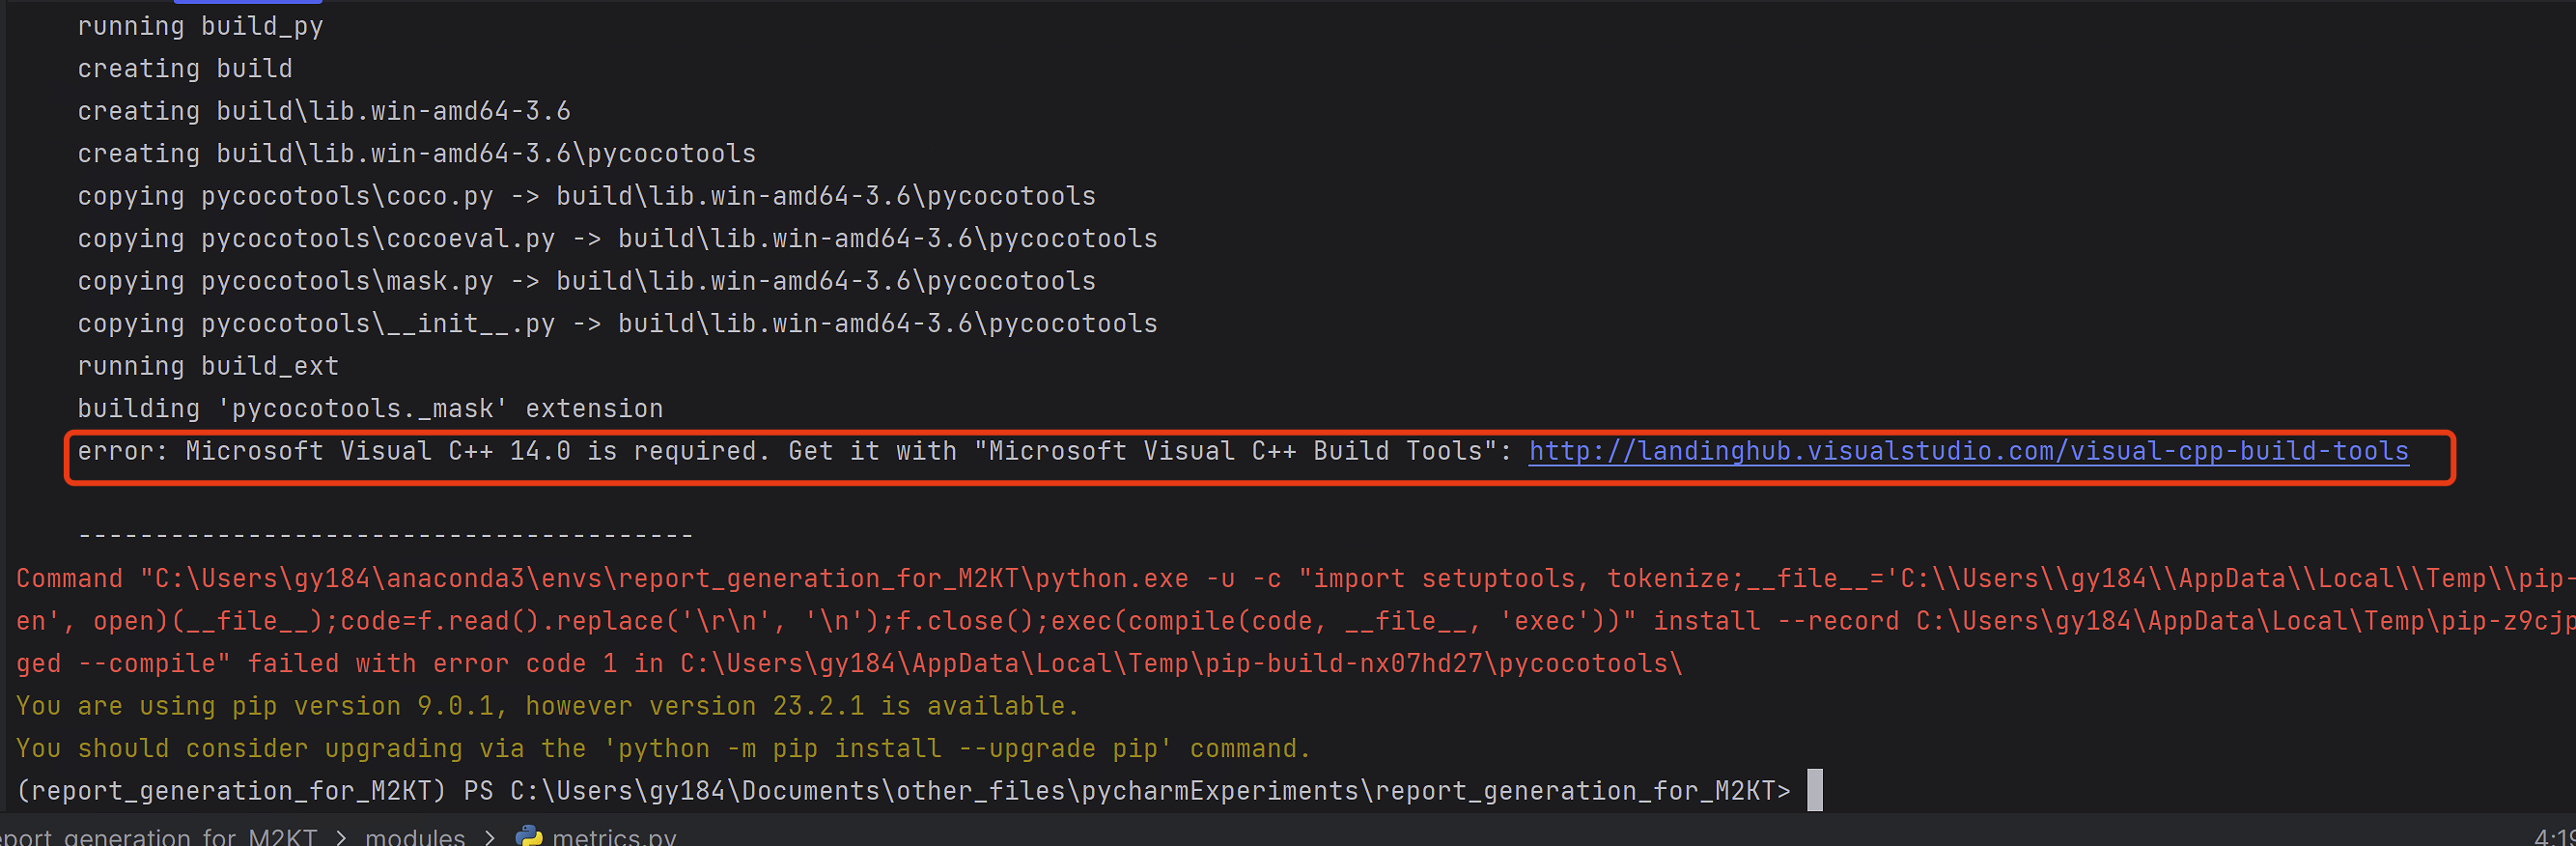 running build_py
creating build
creating build\lib.win-amd64-3.6
creating build\lib.win-amd64-3.6\pycocotools
copying pycocotools\coco.py -> build\lib.win-amd64-3.6\pycocotools
copying pycocotools\cocoeval.py -> build\lib.win-amd64-3.6\pycocotools
copying pycocotools\mask.py -> build\lib.win-amd64-3.6\pycocotools
copying pycocotools\__init__.py -> build\lib.win-amd64-3.6\pycocotools
running build_ext
building 'pycocotools._mask' extension
error: Microsoft Visual C++ 14.0 is required. Get it with "Microsoft Visual C++ Build Tools": http://landinghub.visualstudio.com/visual-cpp-build-tools
----------------------------------------
Command "C:\Users\gy184\anaconda3\envs\report_generation_for_M2KT\python.exe -u -c "import setuptools, tokenize;__file__='C:\\Users\\gy184\\AppData\\Local\\Temp\\pip-
en', open)(__file__);code=f.read().replace('\r\n', '\n');f.close();exec(compile(code, __file__, 'exec'))" install --record C:\Users\gy184\AppData\Local\Temp\pip-z9cjp
ged --compile" failed with error code 1 in C:\Users\gy184\AppData\Local\Temp\pip-build-nx07hd27\pycocotools\
You are using pip version 9.0.1, however version 23.2.1 is available.
You should consider upgrading via the 'python -m pip install --upgrade pip' command.
(report_generation_for_M2KT) PS C:\Users\gy184\Documents\other_files\pycharmExperiments\report_generation_for_M2KT>
eport_generation_for_M2KT > modules > metrics.py
4:19